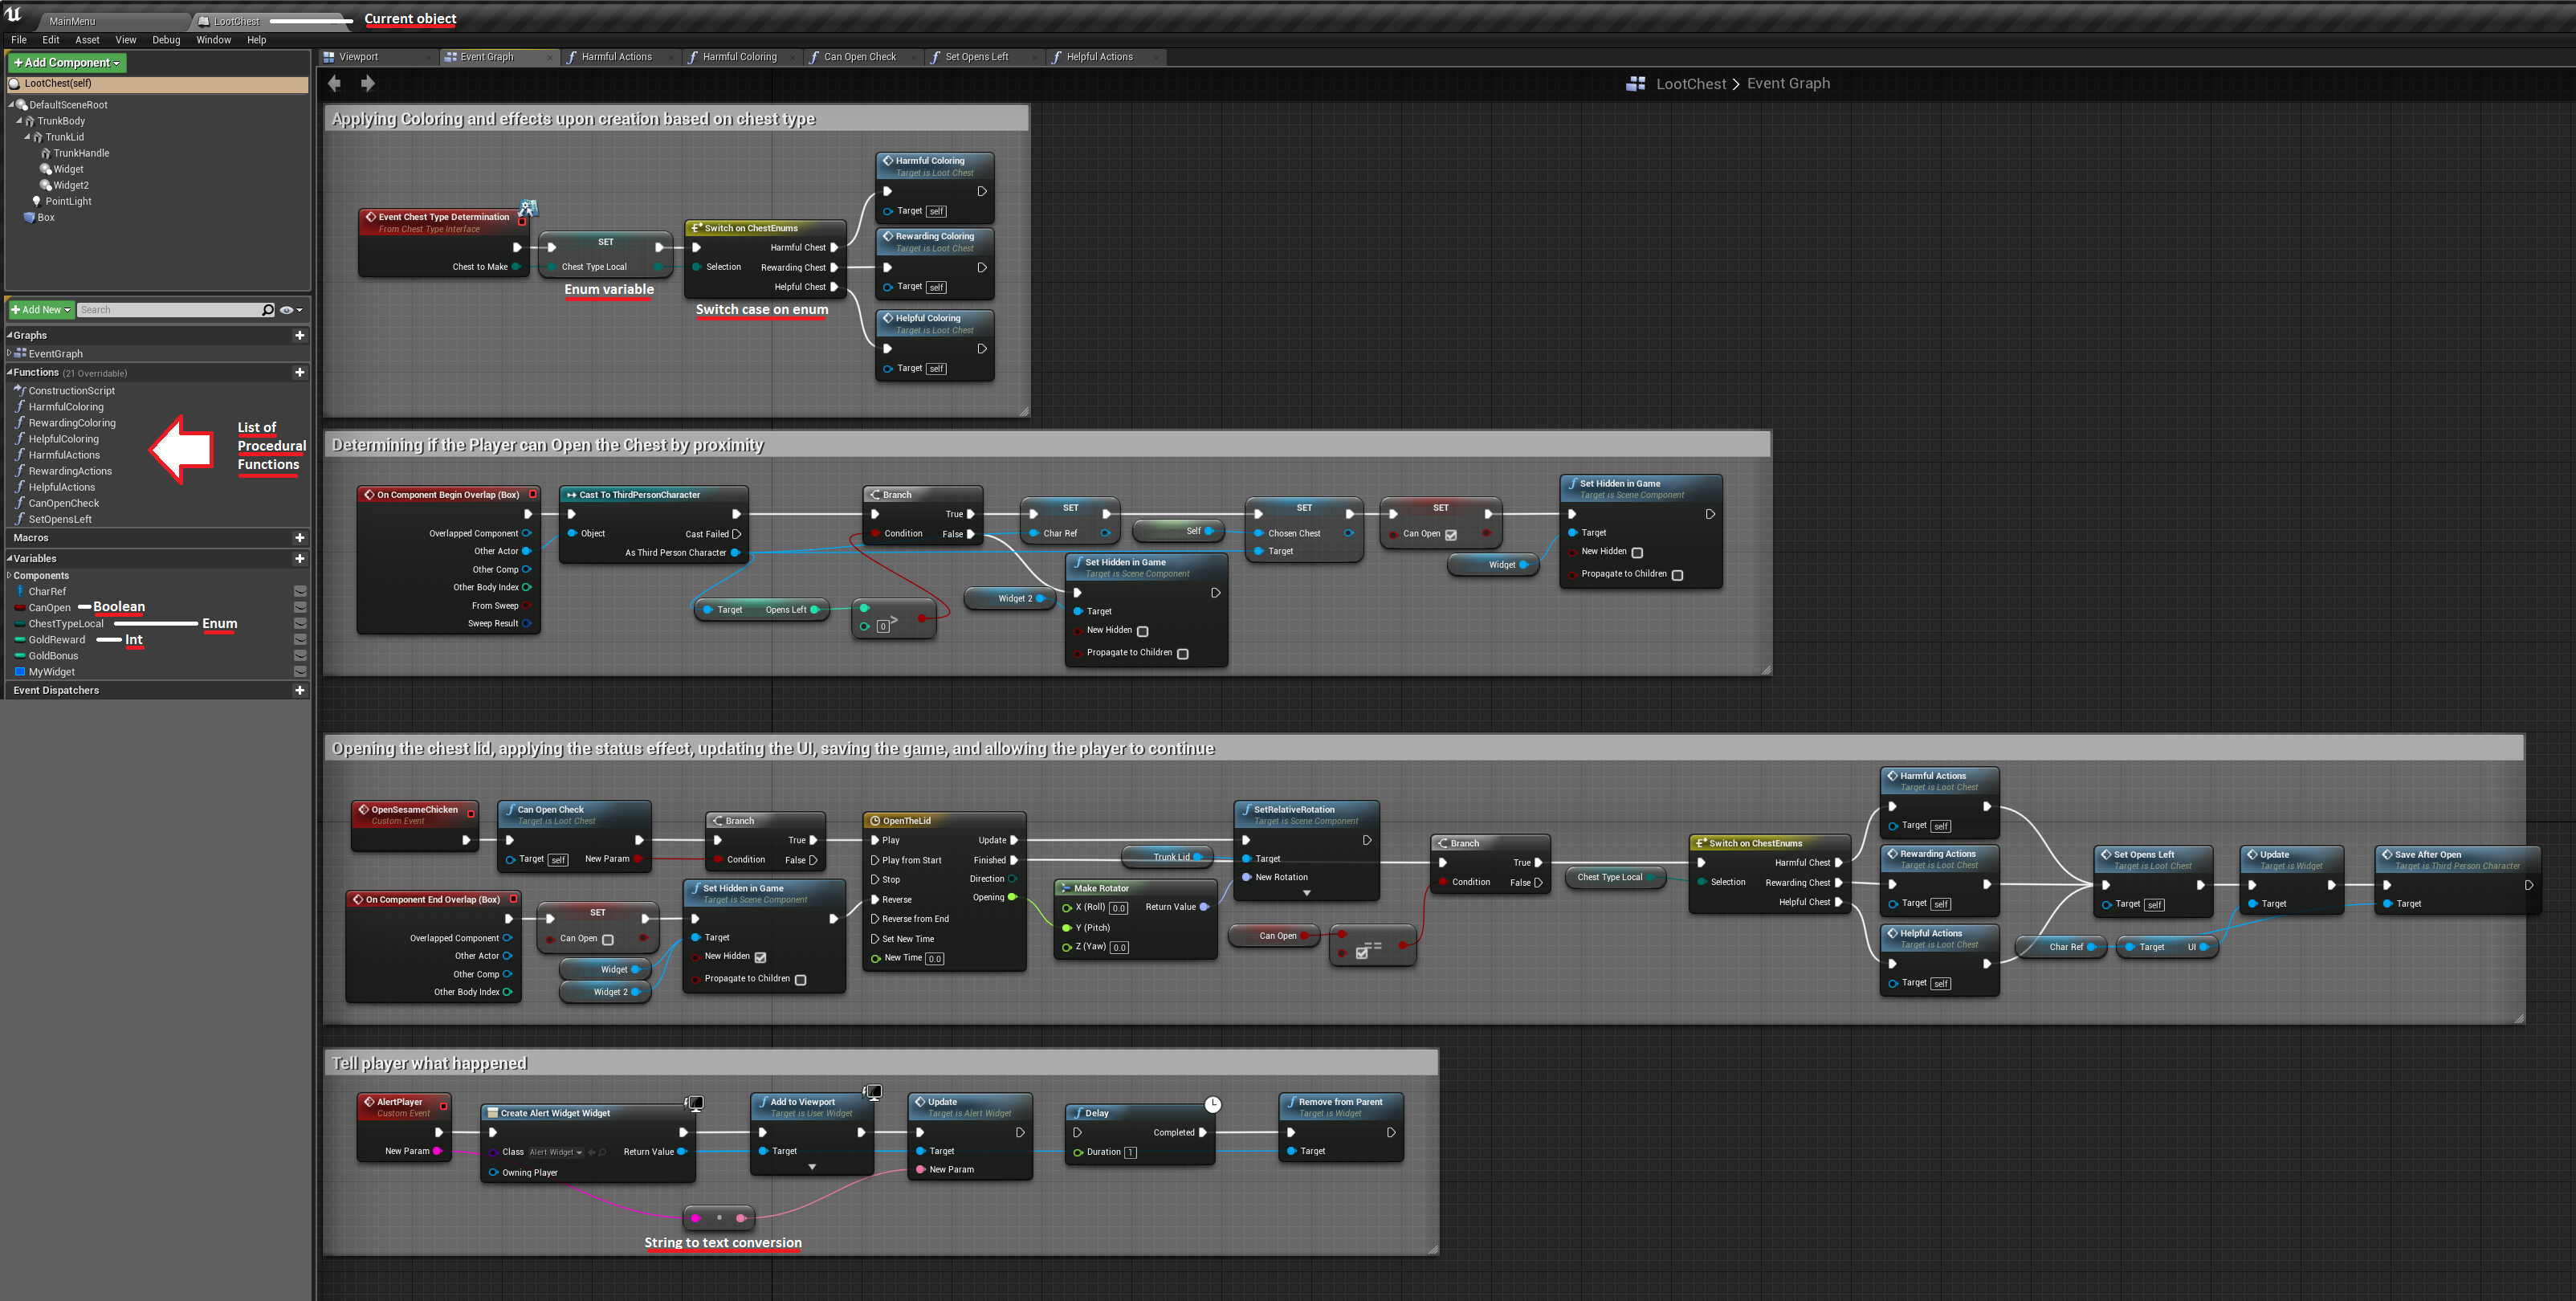 MainMenu
LootChest
Current object
File Edit Asset View Debug Window Help
+Add Component
LootChest(self)
DefaultSceneRoot
TrunkBody
TrunkLid
TrunkHandle
Widget
Widget2
PointLight
Box
+Add New
Search
Graphs
EventGraph
Functions (21 Overridable)
ConstructionScript
HarmfulColoring
RewardingColoring
HelpfulColoring
HarmfulActions
RewardingActions
HelpfulActions
CanOpenCheck
SetOpensLeft
List of
Procedural
Functions
Macros
Variables
Components
CharRef
CanOpen
Boolean
ChestTypeLocal
Enum
GoldReward
Int
GoldBonus
MyWidget
Event Dispatchers
Viewport
Event Graph
Harmful Actions
Harmful Coloring
Can Open Check
Set Opens Left
Helpful Actions
LootChest > Event Graph
Applying Coloring and effects upon creation based on chest type
Event Chest Type Determination
From Chest Type Interface
Chest to Make
SET
Chest Type Local
Enum variable
Switch on ChestEnums
Harmful Chest
Selection
Rewarding Chest
Helpful Chest
Switch case on enum
Harmful Coloring
Target is Loot Chest
Target self
Rewarding Coloring
Target is Loot Chest
Target self
Helpful Coloring
Target is Loot Chest
Target self
Determining if the Player can Open the Chest by proximity
On Component Begin Overlap (Box)
Overlapped Component
Other Actor
Other Comp
Other Body Index
From Sweep
Sweep Result
Cast To ThirdPersonCharacter
Object
Cast Failed
As Third Person Character
Target Opens Left
0 >
Branch
True
Condition
False
SET
Char Ref
Self
Widget 2
Set Hidden in Game
Target is Scene Component
Target
New Hidden
Propagate to Children
SET
Chosen Chest
Target
SET
Can Open
Widget
Set Hidden in Game
Target is Scene Component
Target
New Hidden
Propagate to Children
Opening the chest lid, applying the status effect, updating the UI, saving the game, and allowing the player to continue
OpenSesameChicken
Custom Event
Can Open Check
Target is Loot Chest
Target self
New Param
Branch
True
Condition
False
On Component End Overlap (Box)
Overlapped Component
Other Actor
Other Comp
Other Body Index
SET
Can Open
Widget
Widget 2
Set Hidden in Game
Target is Scene Component
Target
New Hidden
Propagate to Children
OpenTheLid
Play
Update
Play from Start
Finished
Stop
Direction
Reverse
Opening
Reverse from End
Set New Time
New Time 0.0
Trunk Lid
Make Rotator
X (Roll) 0.0
Return Value
Y (Pitch)
Z (Yaw) 0.0
SetRelativeRotation
Target is Scene Component
Target
New Rotation
Can Open
==
Branch
True
Condition
False
Chest Type Local
Switch on ChestEnums
Harmful Chest
Selection
Rewarding Chest
Helpful Chest
Harmful Actions
Target is Loot Chest
Target self
Rewarding Actions
Target is Loot Chest
Target self
Helpful Actions
Target is Loot Chest
Target self
Char Ref
Target UI
Set Opens Left
Target is Loot Chest
Target self
Update
Target is Widget
Target
Save After Open
Target is Third Person Character
Target
Tell player what happened
AlertPlayer
Custom Event
New Param
Create Alert Widget Widget
Class Alert Widget
Return Value
Owning Player
Add to Viewport
Target is User Widget
Target
Update
Target is Alert Widget
Target
New Param
Delay
Completed
Duration 1
Remove from Parent
Target is Widget
Target
String to text conversion